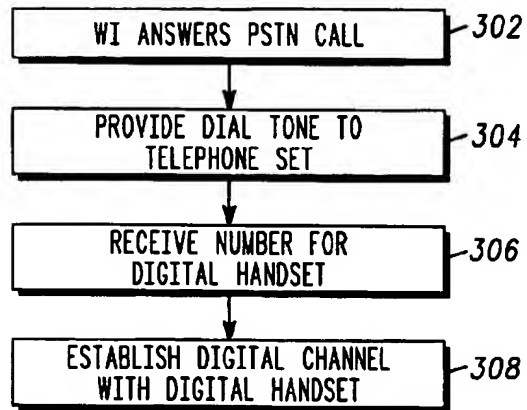 WI ANSWERS PSTN CALL
302
PROVIDE DIAL TONE TO
TELEPHONE SET
304
RECEIVE NUMBER FOR
DIGITAL HANDSET
306
ESTABLISH DIGITAL CHANNEL
WITH DIGITAL HANDSET
308